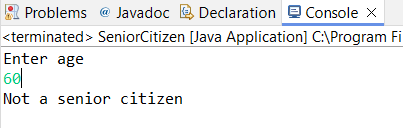 Problems Javadoc Declaration Console
<terminated> SeniorCitizen [Java Application] C:\Program Fi
Enter age
60
Not a senior citizen